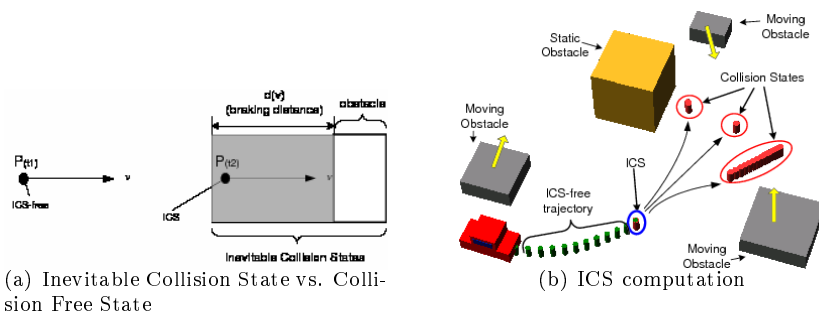 d(v)
(braking distance)
obstacle
P(t1)
v
ICS-free
P(t2)
v
ICS
Inevitable Collision States
(a) Inevitable Collision State vs. Colli-
sion Free State
Moving
Obstacle
Static
Obstacle
Collision States
Moving
Obstacle
ICS
ICS-free
trajectory
Moving
Obstacle
(b) ICS computation